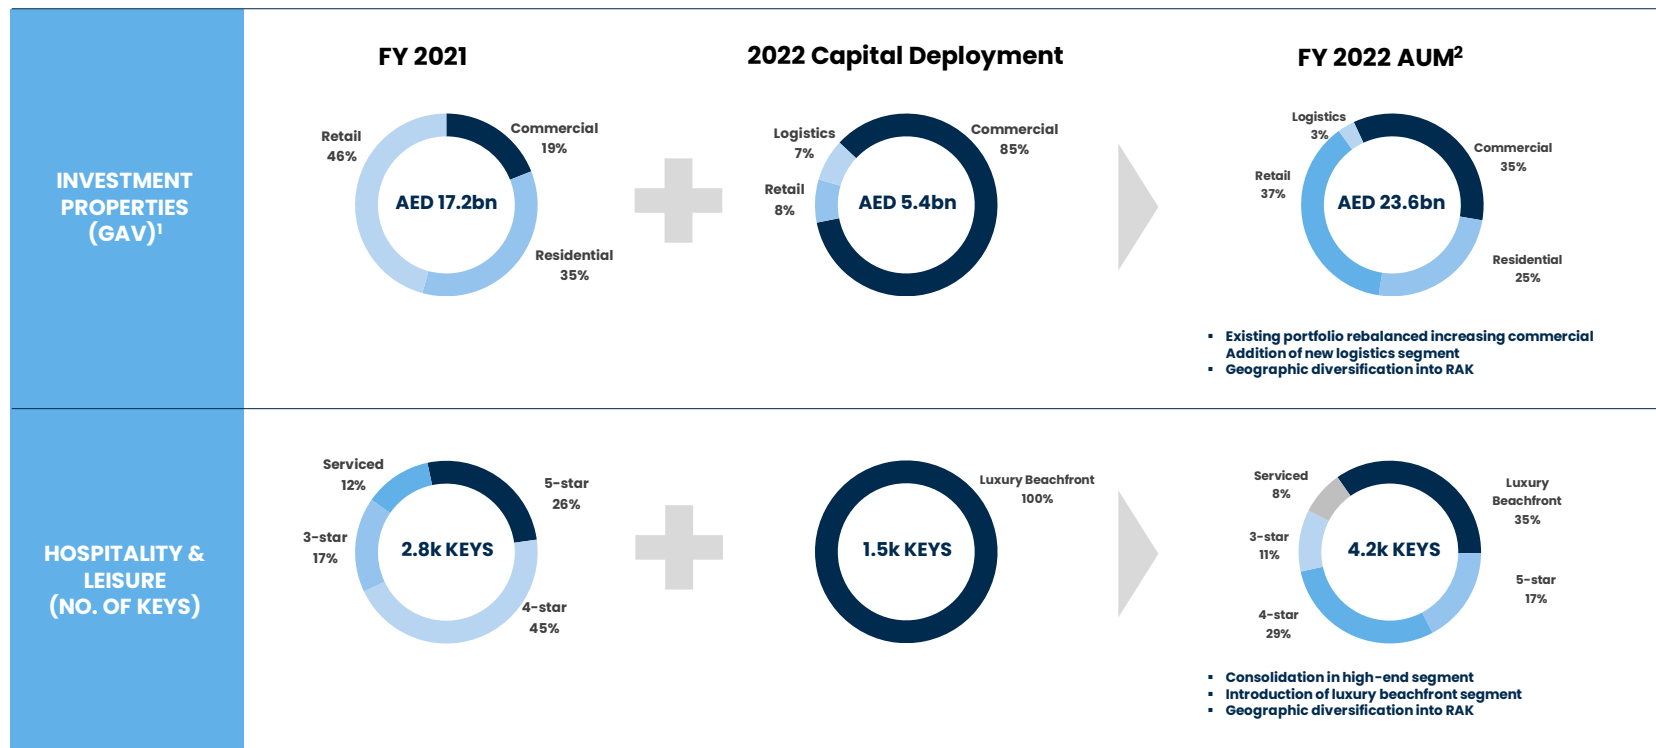 FY 2021
2022 Capital Deployment
FY 2022 AUM²
INVESTMENT
PROPERTIES
(GAV)¹
Retail
46%
Commercial
19%
AED 17.2bn
Residential
35%
Logistics
7%
Commercial
85%
Retail
8%
AED 5.4bn
Logistics
3%
Commercial
35%
Retail
37%
AED 23.6bn
Residential
25%
▪ Existing portfolio rebalanced increasing commercial
Addition of new logistics segment
▪ Geographic diversification into RAK
HOSPITALITY &
LEISURE
(NO. OF KEYS)
Serviced
12%
5-star
26%
3-star
17%
2.8k KEYS
4-star
45%
Luxury Beachfront
100%
1.5k KEYS
Serviced
8%
Luxury
Beachfront
35%
3-star
11%
4.2k KEYS
5-star
17%
4-star
29%
▪ Consolidation in high-end segment
▪ Introduction of luxury beachfront segment
▪ Geographic diversification into RAK